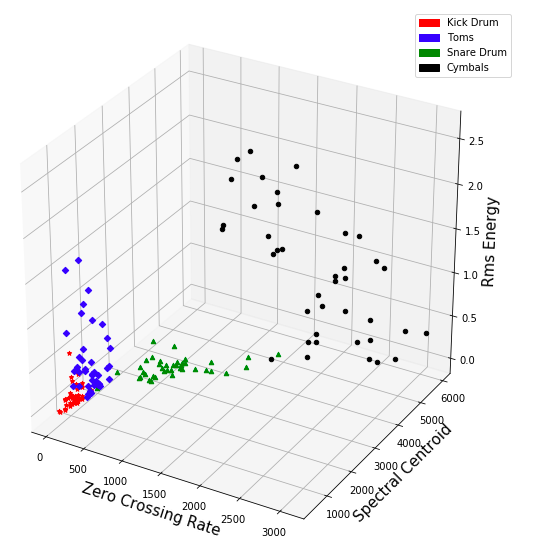 Kick Drum
Toms
Snare Drum
Cymbals
2.5
2.0
1.5
1.0
0.5
0.0
Rms Energy
0
500
1000
1500
2000
2500
3000
Zero Crossing Rate
1000
2000
3000
4000
5000
6000
Spectral Centroid